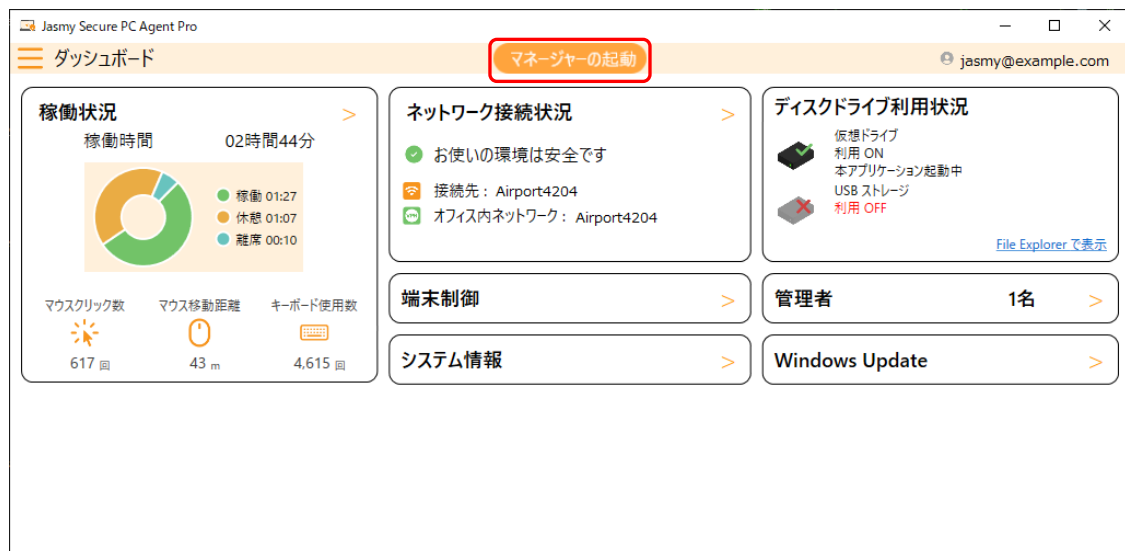 Jasmy Secure PC Agent Pro
ダッシュボード
マネージャーの起動
jasmy@example.com
稼働状況 >
稼働時間 02時間44分
稼働 01:27
休憩 01:07
離席 00:10
マウスクリック数 マウス移動距離 キーボード使用数
617 回 43 m 4,615 回
ネットワーク接続状況 >
お使いの環境は安全です
接続先： Airport4204
オフィス内ネットワーク： Airport4204
ディスクドライブ利用状況
仮想ドライブ
利用 ON
本アプリケーション起動中
USB ストレージ
利用 OFF
File Explorer で表示
端末制御 >
管理者 1名 >
システム情報 >
Windows Update >